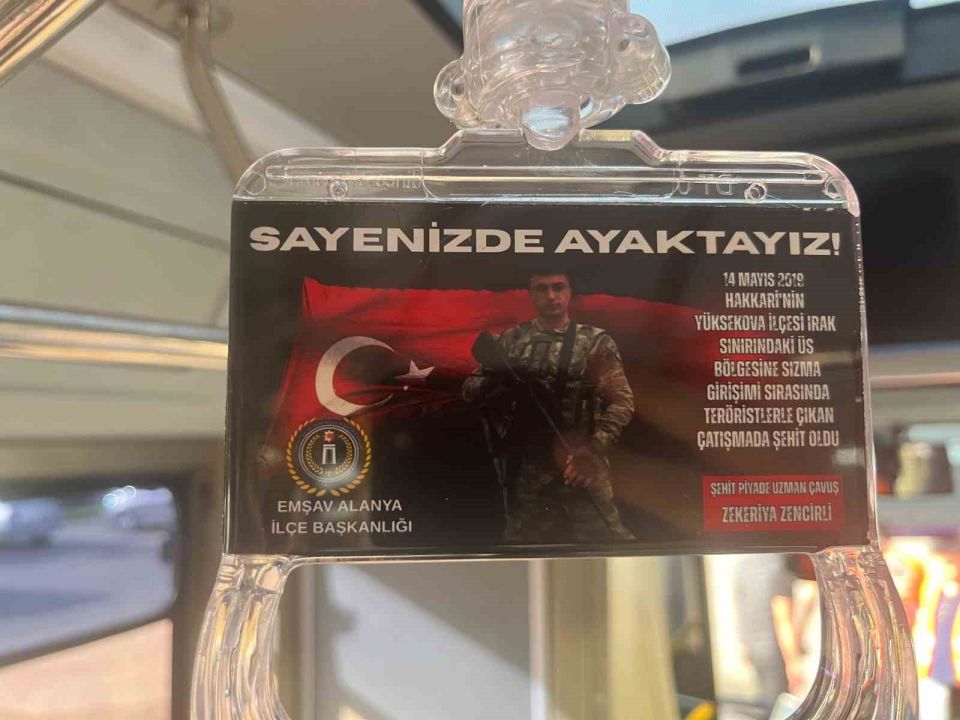 SAYENİZDE AYAKTAYIZ!
14 MAYIS 2019
HAKKARİ'NİN
YÜKSEKOVA İLÇESİ IRAK
SINIRINDAKİ ÜS
BÖLGESİNE SIZMA
GİRİŞİMİ SIRASINDA
TERÖRİSTLERLE ÇIKAN
ÇATIŞMADA ŞEHİT OLDU
ŞEHİT PİYADE UZMAN ÇAVUŞ
ZEKERİYA ZENCİRLİ
EMŞAV ALANYA
İLÇE BAŞKANLIĞI